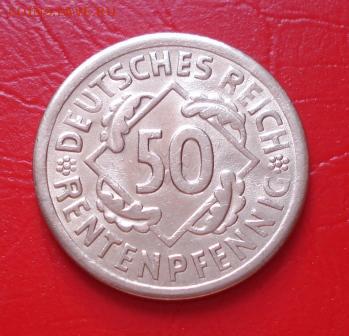 DEUTSCHES REICH
50
RENTENPFENNIG